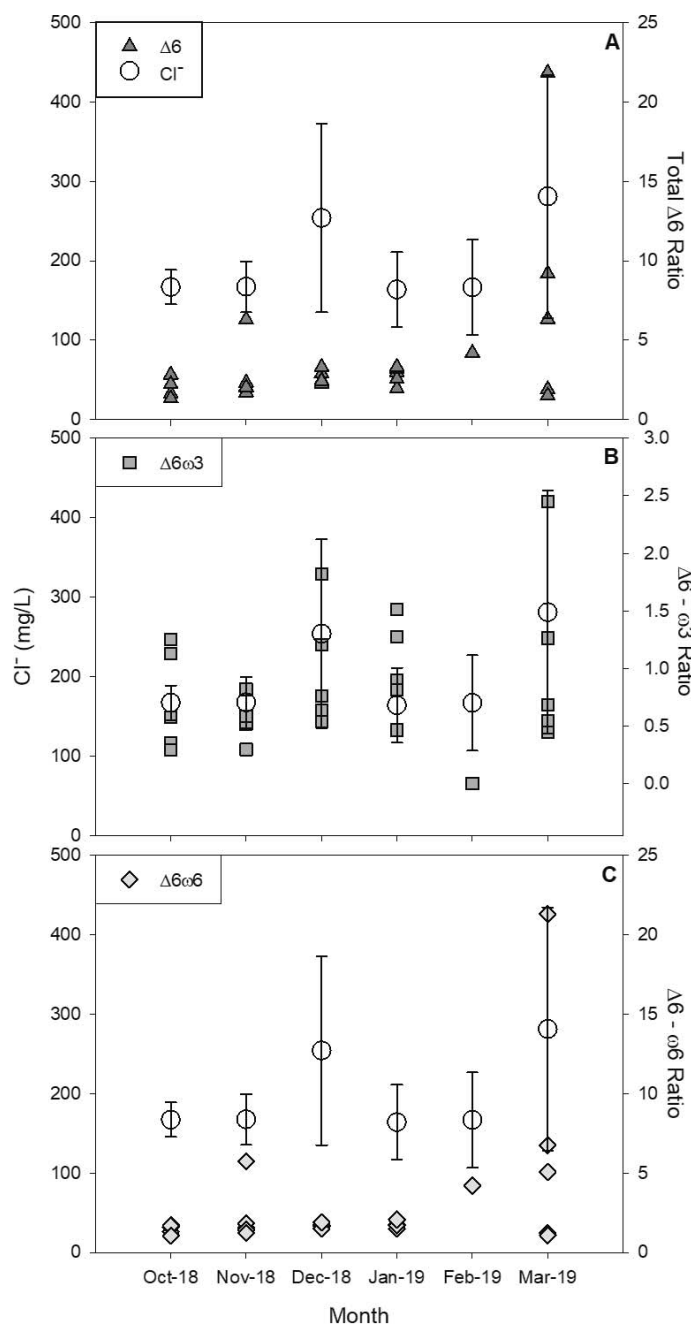 500
400
300
200
100
0
Δ6
Cl⁻
A
25
20
15
10
5
0
Total Δ6 Ratio
500
400
300
200
100
0
Cl⁻ (mg/L)
Δ6ω3
B
3.0
2.5
2.0
1.5
1.0
0.5
0.0
Δ6 - ω3 Ratio
500
400
300
200
100
0
Δ6ω6
C
25
20
15
10
5
0
Δ6 - ω6 Ratio
Oct-18 Nov-18 Dec-18 Jan-19 Feb-19 Mar-19
Month